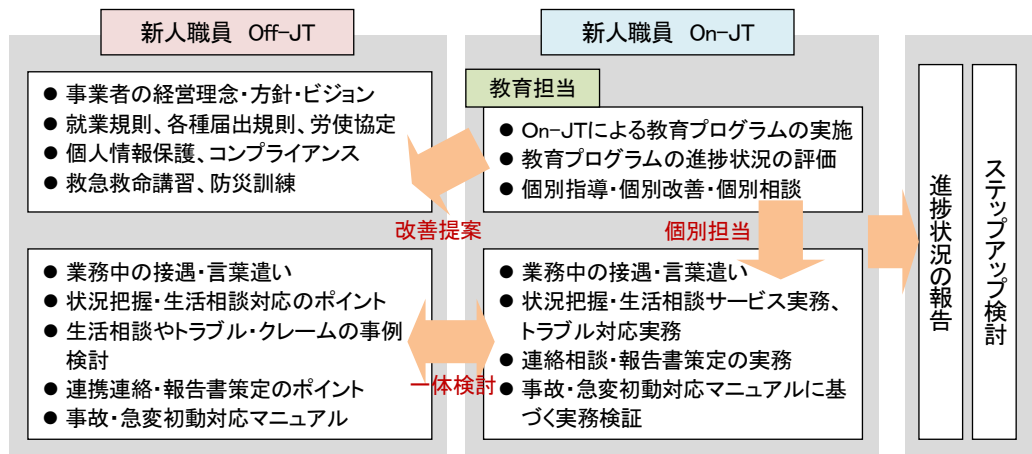 新人職員 Off-JT
● 事業者の経営理念・方針・ビジョン
● 就業規則、各種届出規則、労使協定
● 個人情報保護、コンプライアンス
● 救急救命講習、防災訓練
● 業務中の接遇・言葉遣い
● 状況把握・生活相談対応のポイント
● 生活相談やトラブル・クレームの事例
検討
● 連携連絡・報告書策定のポイント
● 事故・急変初動対応マニュアル
改善提案
一体検討
新人職員 On-JT
教育担当
● On-JTによる教育プログラムの実施
● 教育プログラムの進捗状況の評価
● 個別指導・個別改善・個別相談
個別担当
● 業務中の接遇・言葉遣い
● 状況把握・生活相談サービス実務、
トラブル対応実務
● 連絡相談・報告書策定の実務
● 事故・急変初動対応マニュアルに基
づく実務検証
進捗状況の報告
ステップアップ検討